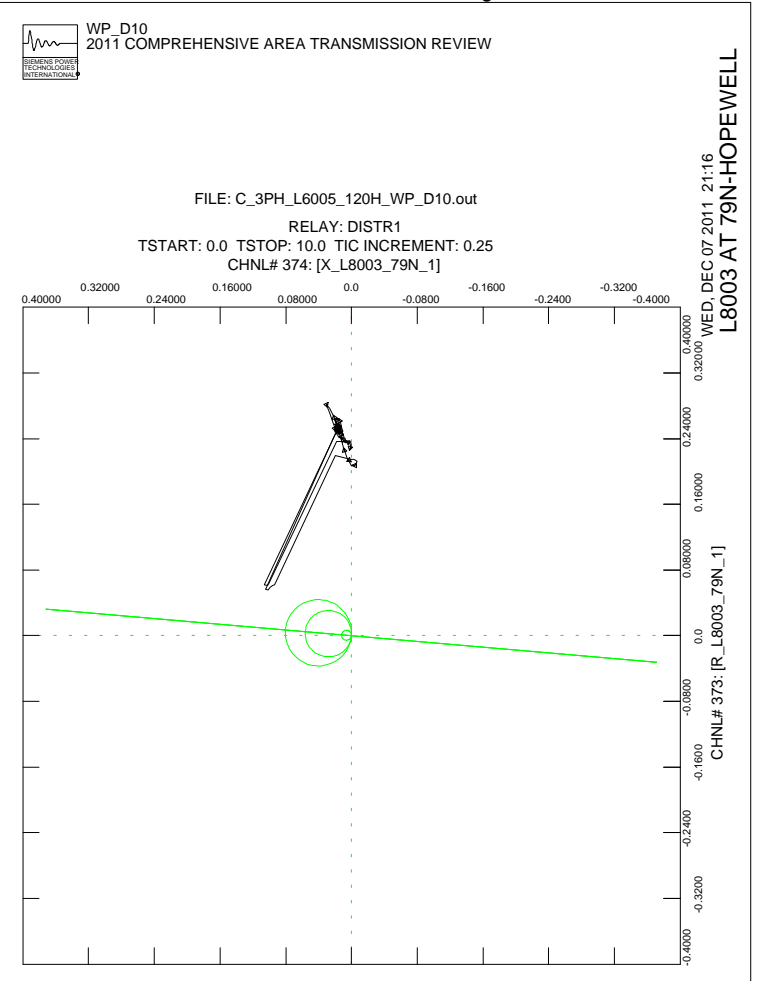 WP_D10
2011 COMPREHENSIVE AREA TRANSMISSION REVIEW
SIEMENS POWER
TECHNOLOGIES
INTERNATIONAL
FILE: C_3PH_L6005_120H_WP_D10.out
RELAY: DISTR1
TSTART: 0.0 TSTOP: 10.0 TIC INCREMENT: 0.25
CHNL# 374: [X_L8003_79N_1]
0.40000 0.32000 0.24000 0.16000 0.08000 0.0 -0.0800 -0.1600 -0.2400 -0.3200 -0.4000
WED, DEC 07 2011 21:16
L8003 AT 79N-HOPEWELL
0.40000
0.32000
0.24000
0.16000
0.08000
0.0
-0.0800
-0.1600
-0.2400
-0.3200
-0.4000
CHNL# 373: [R_L8003_79N_1]